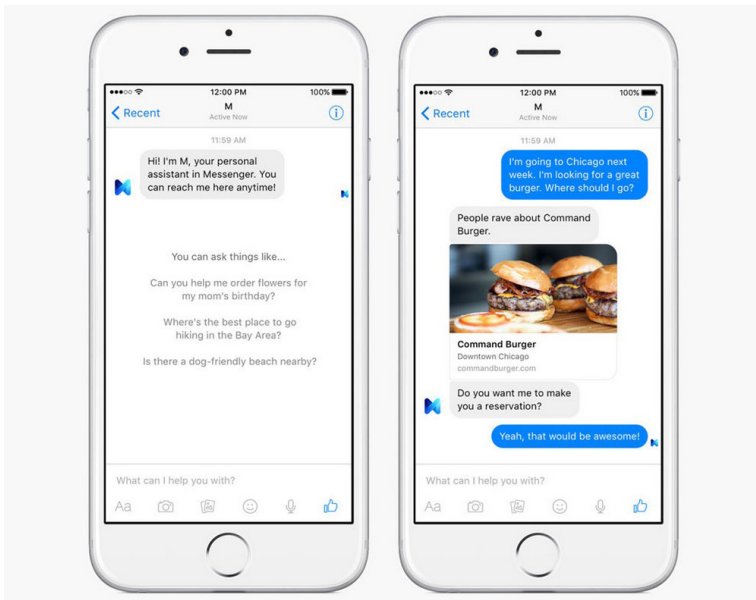 12:00 PM
100%
Recent
M
Active Now
11:59 AM
Hi! I'm M, your personal
assistant in Messenger. You
can reach me here anytime!
You can ask things like...
Can you help me order flowers for
my mom's birthday?
Where's the best place to go
hiking in the Bay Area?
Is there a dog-friendly beach nearby?
What can I help you with?
Aa
12:00 PM
100%
Recent
M
Active Now
11:59 AM
I'm going to Chicago next
week. I'm looking for a great
burger. Where should I go?
People rave about Command
Burger.
Command Burger
Downtown Chicago
commandburger.com
Do you want me to make
you a reservation?
Yeah, that would be awesome!
What can I help you with?
Aa